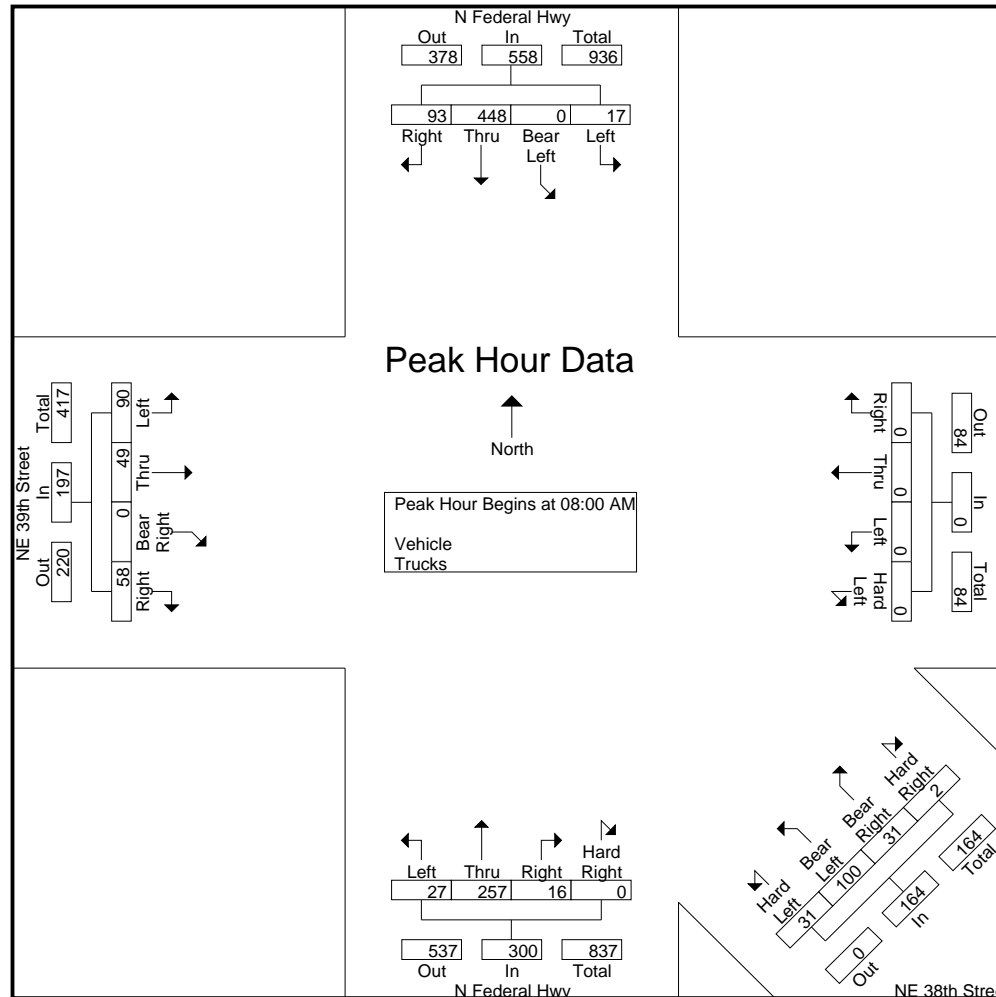 N Federal Hwy
Out In Total
378 558 936
93 448 0 17
Right Thru Bear Left Left
Peak Hour Data
North
Peak Hour Begins at 08:00 AM
Vehicle
Trucks
NE 39th Street
Total In Out
417 197 220
90 49 0 58
Left Thru Bear Right Right
Right Thru Left Hard Left
0 0 0 0
Out In Total
84 0 84
Left Thru Right Hard Right
27 257 16 0
537 300 837
Out In Total
N Federal Hwy
Hard Left Bear Left Bear Right Hard Right
31 100 31 2
0 164 164
Out In Total
NE 38th Stree